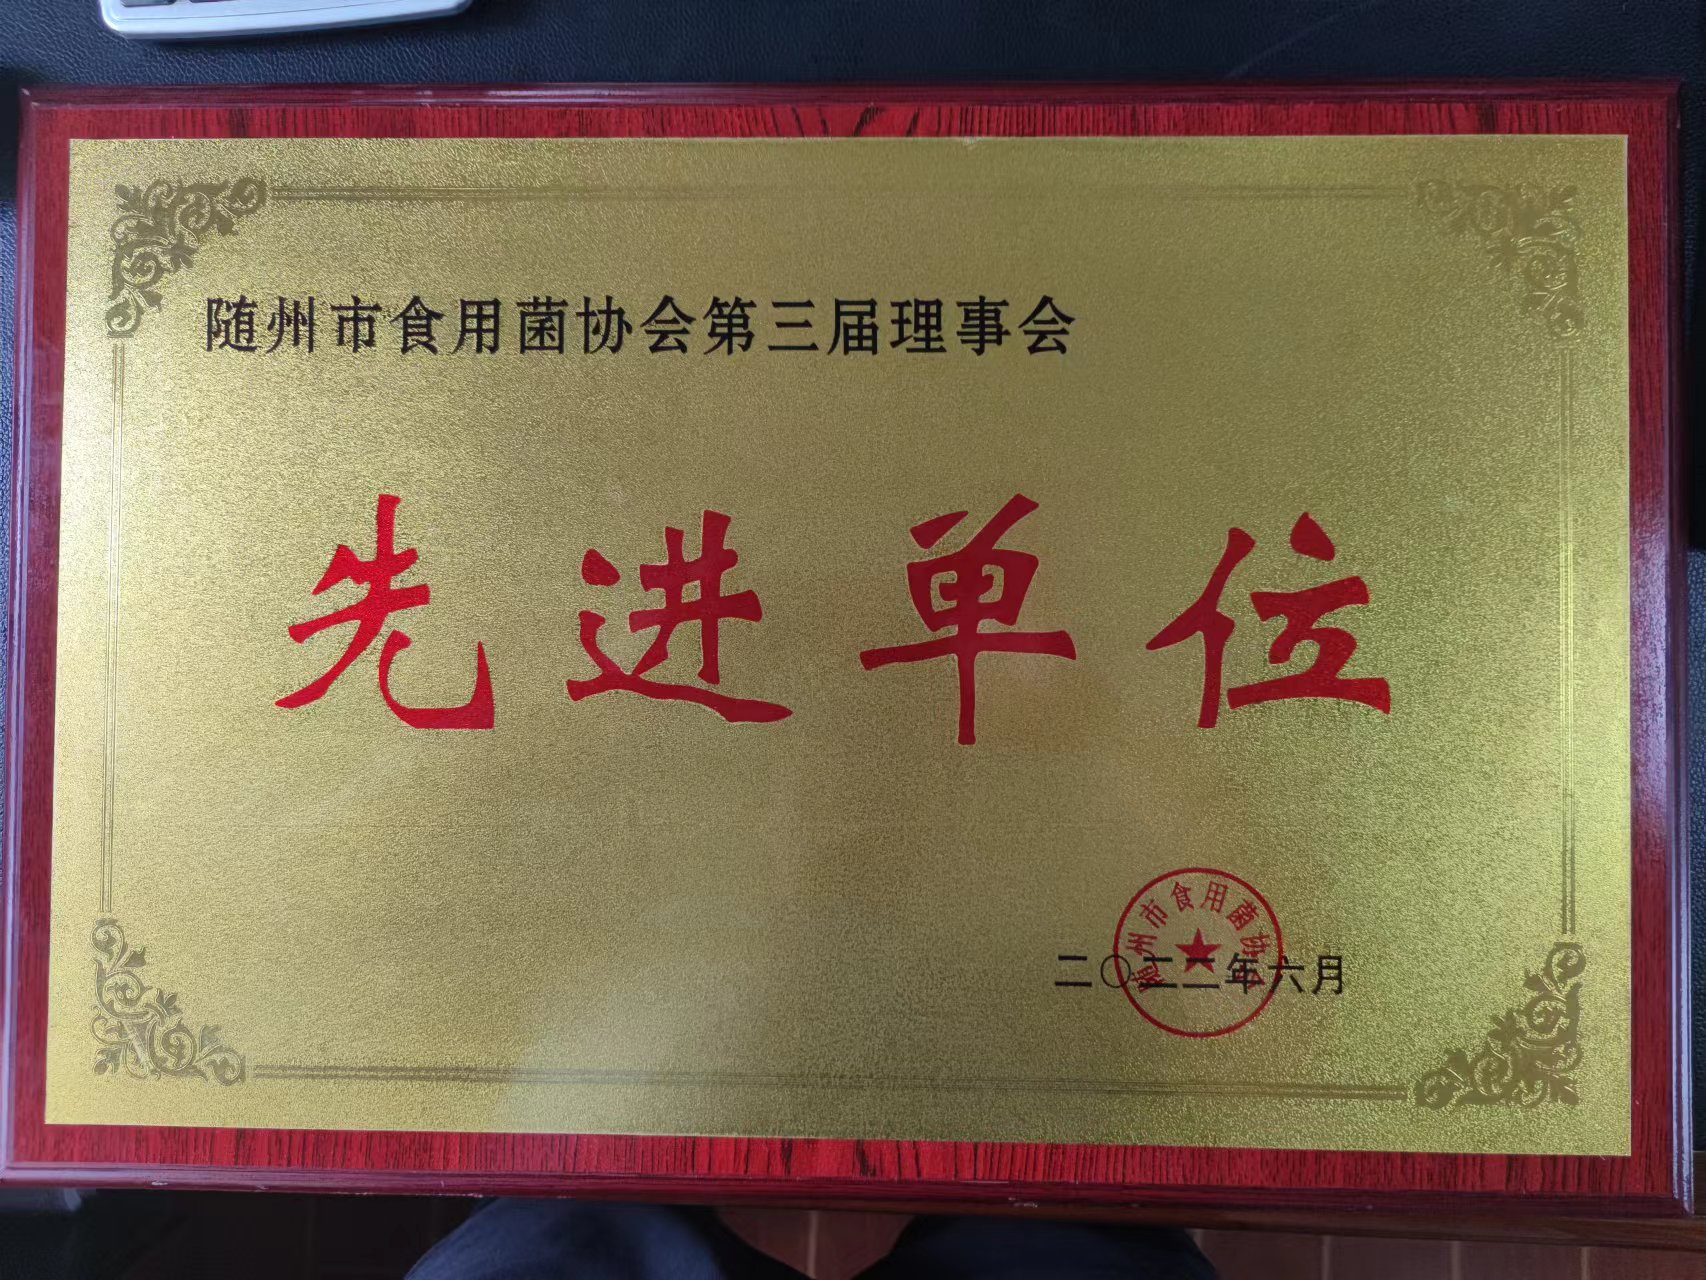 随州市食用菌协会第三届理事会
先进单位
随州市食用菌协会
二〇二二年六月